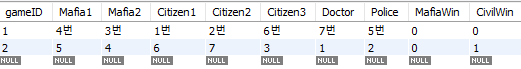 gameID Mafia1 Mafia2 Citizen1 Citizen2 Citizen3 Doctor Police MafiaWin CivilWin
1 4번 3번 1번 2번 6번 7번 5번 0 0
2 5 4 6 7 3 1 2 0 1
NULL NULL NULL NULL NULL NULL NULL NULL NULL NULL